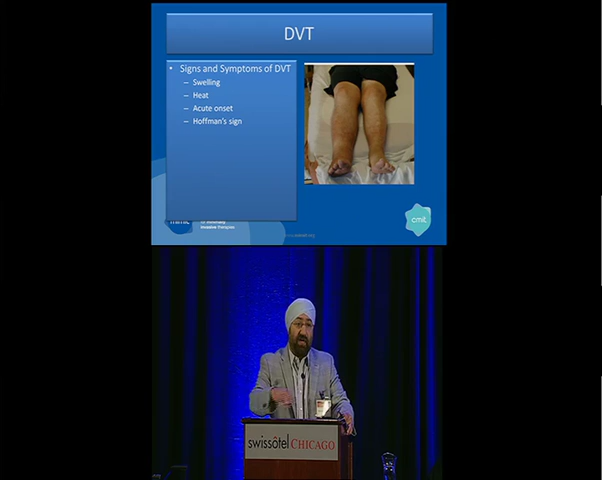 DVT
• Signs and Symptoms of DVT
– Swelling
– Heat
– Acute onset
– Hoffman's sign
cmit
swissôtel CHICAGO